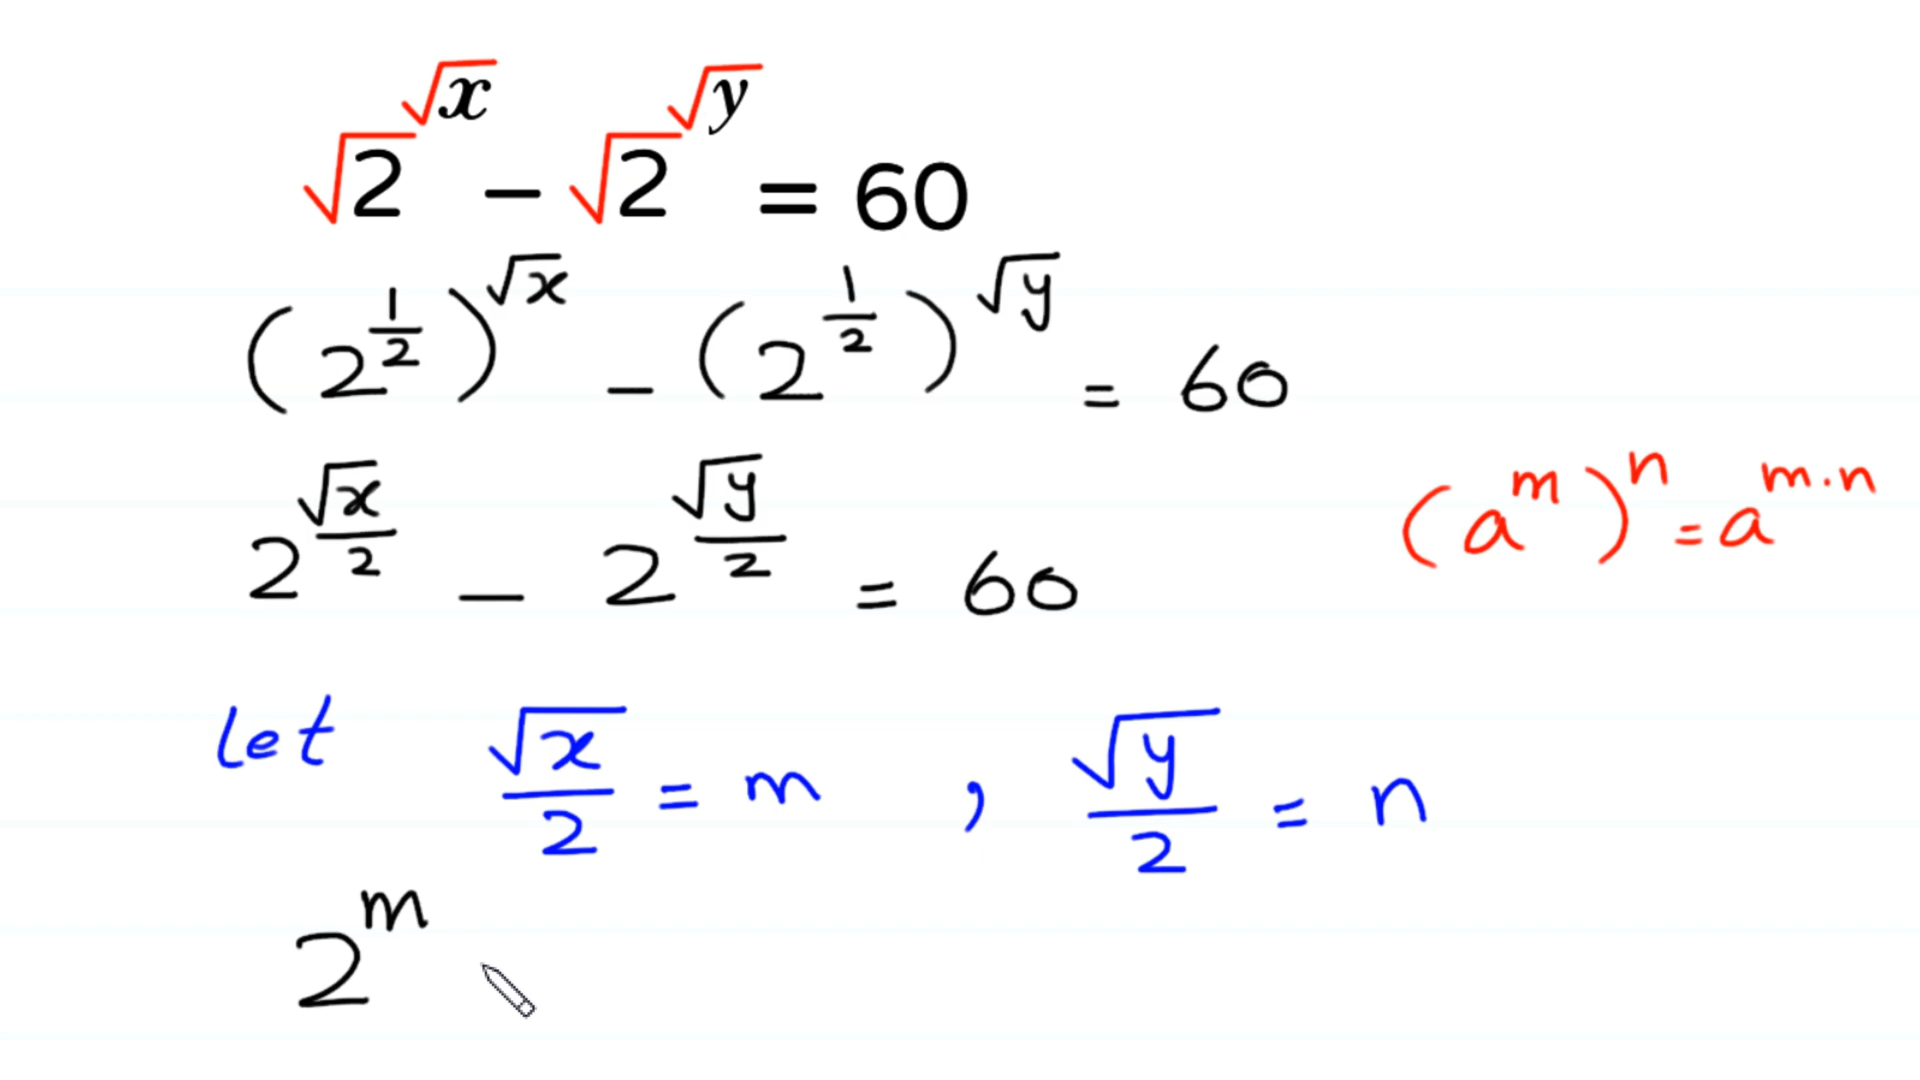 √2^√x − √2^√y = 60
(2^(1/2))^√x − (2^(1/2))^√y = 60
2^(√x/2) − 2^(√y/2) = 60
(a^m)^n = a^(m·n)
let √x/2 = m , √y/2 = n
2^m